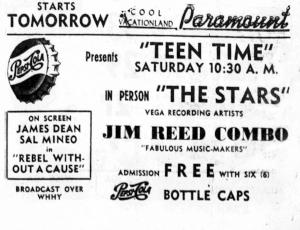 STARTS
TOMORROW
COOL
VACATIONLAND
Paramount
Pepsi-Cola
Presents
"TEEN TIME"
SATURDAY 10:30 A. M.
IN PERSON "THE STARS"
VEGA RECORDING ARTISTS
JIM REED COMBO
"FABULOUS MUSIC-MAKERS"
ON SCREEN
JAMES DEAN
SAL MINEO
in
"REBEL WITH-
OUT A CAUSE"
BROADCAST OVER
WHHY
ADMISSION FREE WITH SIX (6)
Pepsi-Cola BOTTLE CAPS